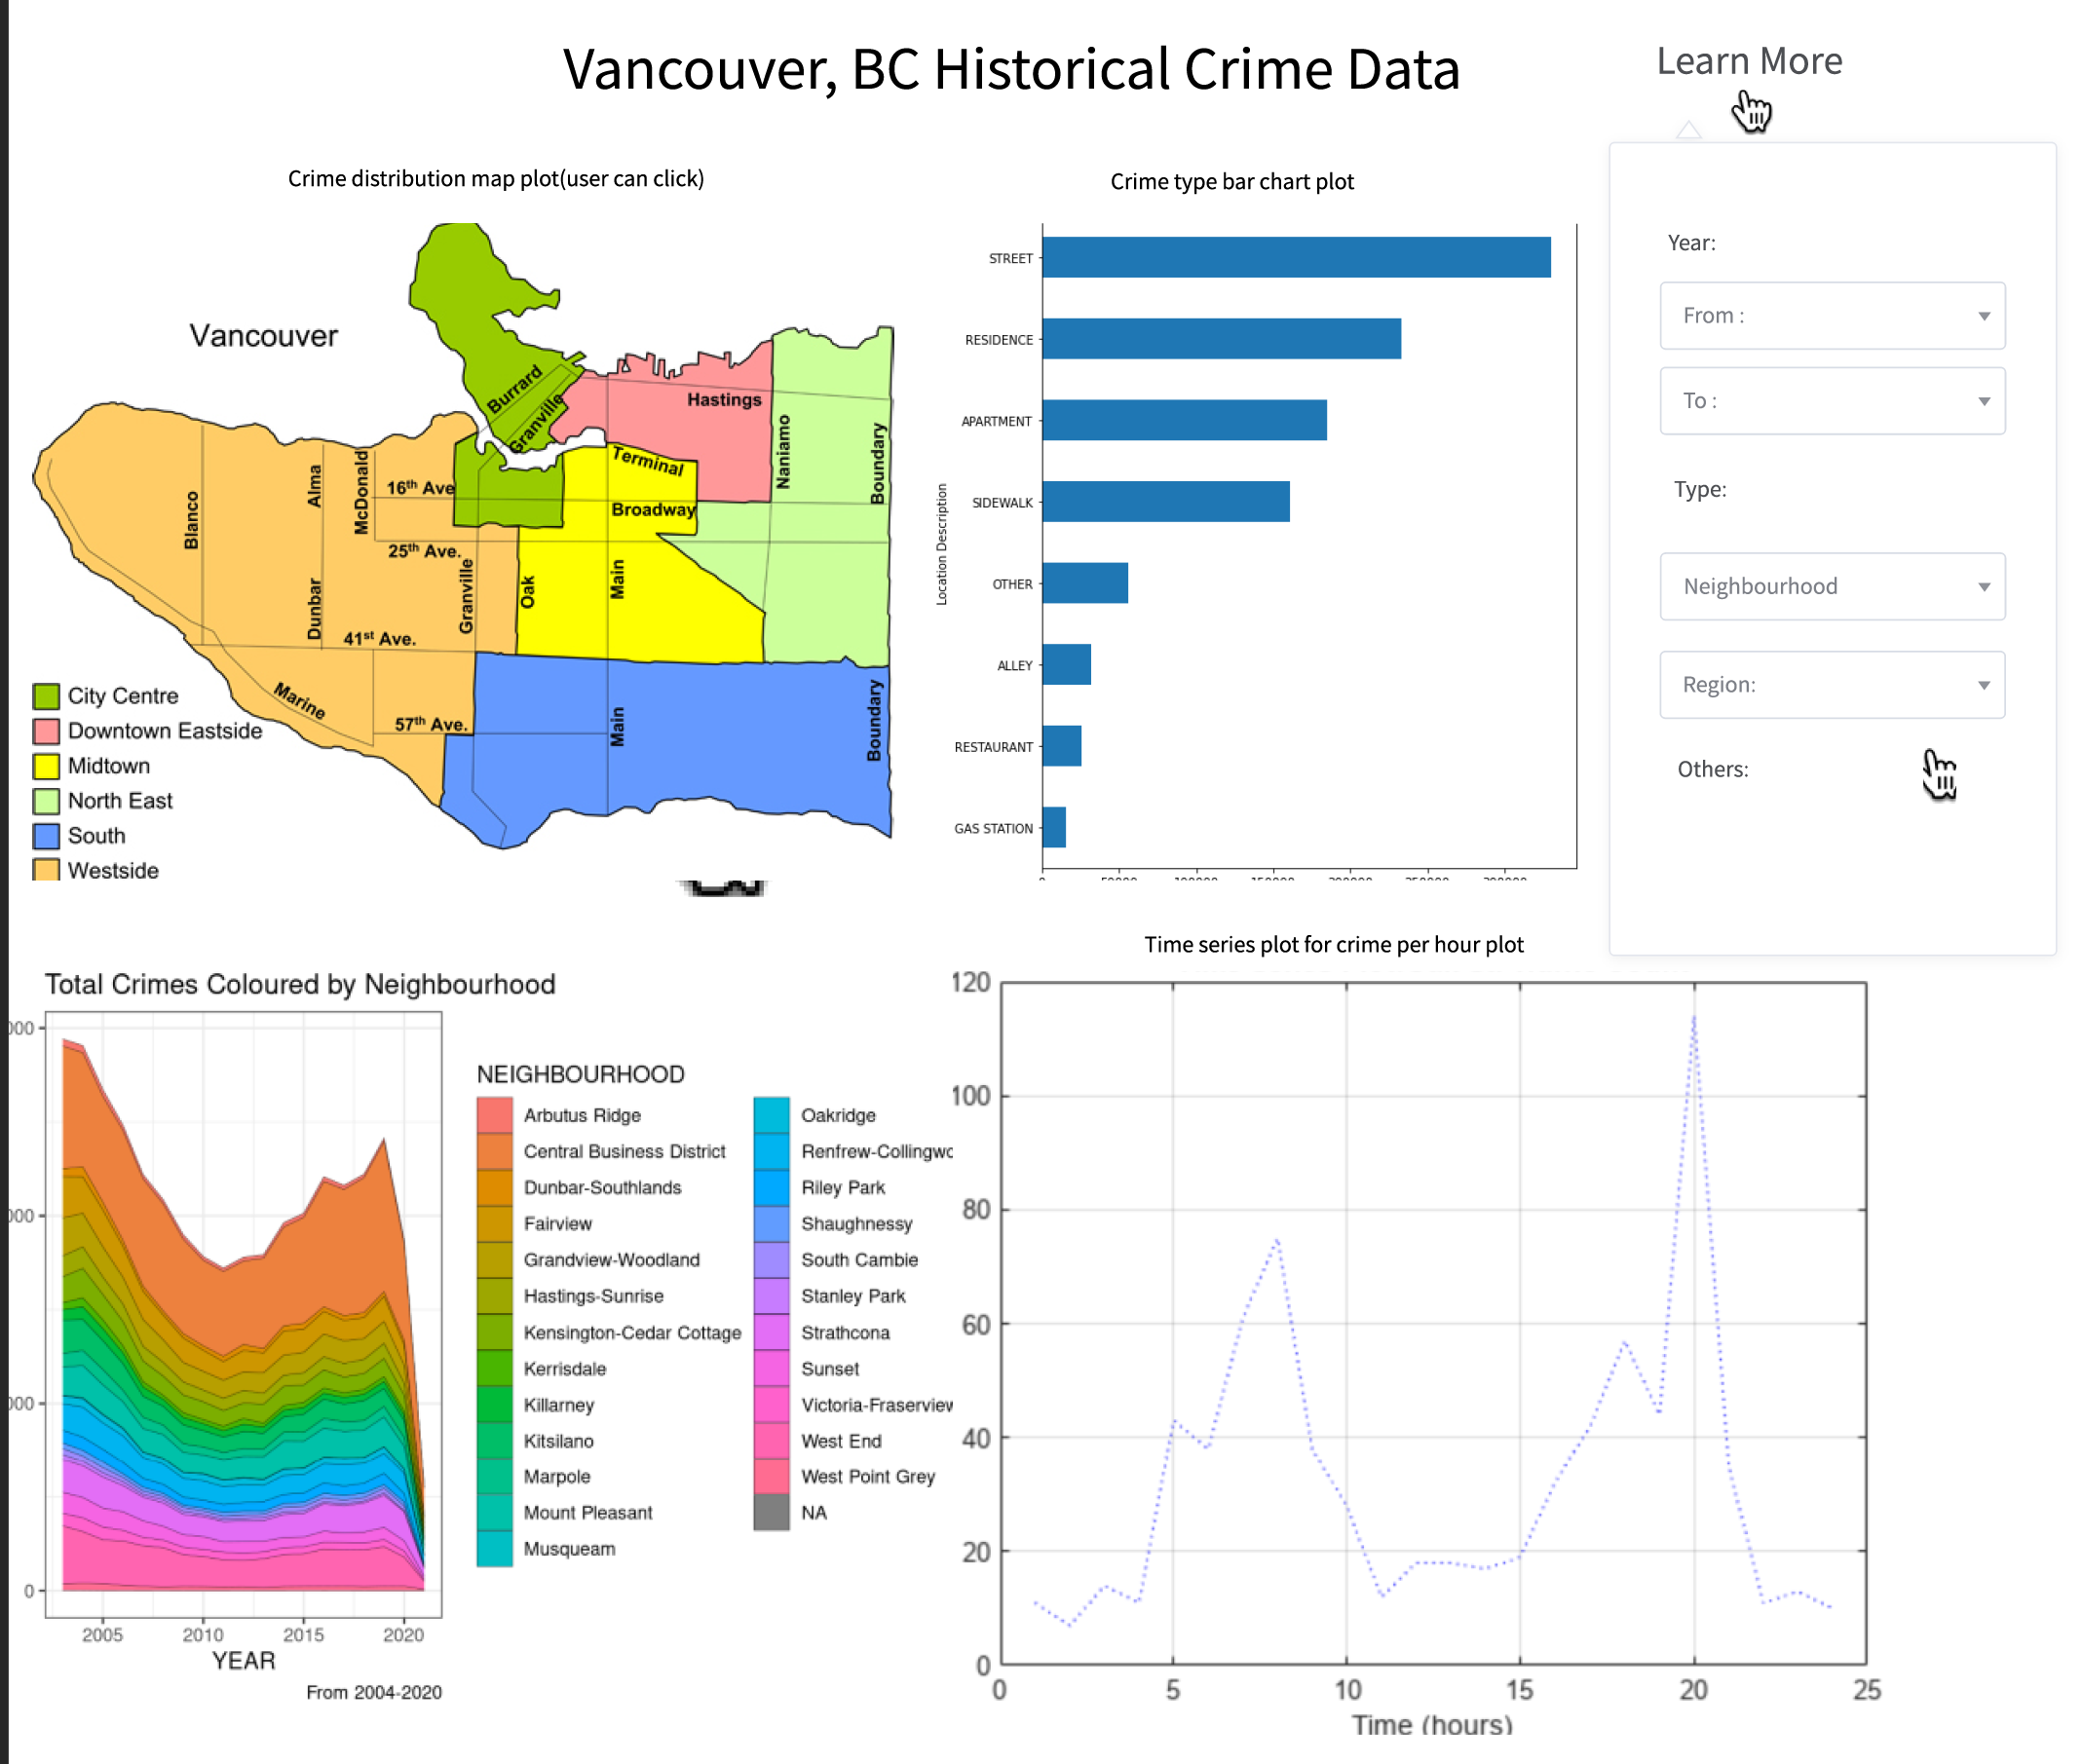 Vancouver, BC Historical Crime Data
Learn More
Crime distribution map plot(user can click)
Vancouver
Burrard
Granville
Hastings
Naniamo
Boundary
Terminal
Broadway
Blanco
Alma
McDonald
16th Ave
25th Ave.
Dunbar
Granville
Oak
Main
41st Ave.
Marine
57th Ave.
Main
Boundary
City Centre
Downtown Eastside
Midtown
North East
South
Westside
Crime type bar chart plot
Location Description
STREET
RESIDENCE
APARTMENT
SIDEWALK
OTHER
ALLEY
RESTAURANT
GAS STATION
Year:
From :
To :
Type:
Neighbourhood
Region:
Others:
Total Crimes Coloured by Neighbourhood
000
000
000
0
2005 2010 2015 2020
YEAR
From 2004-2020
NEIGHBOURHOOD
Arbutus Ridge
Central Business District
Dunbar-Southlands
Fairview
Grandview-Woodland
Hastings-Sunrise
Kensington-Cedar Cottage
Kerrisdale
Killarney
Kitsilano
Marpole
Mount Pleasant
Musqueam
Oakridge
Renfrew-Collingwo
Riley Park
Shaughnessy
South Cambie
Stanley Park
Strathcona
Sunset
Victoria-Fraserview
West End
West Point Grey
NA
Time series plot for crime per hour plot
120
100
80
60
40
20
0
0 5 10 15 20 25
Time (hours)